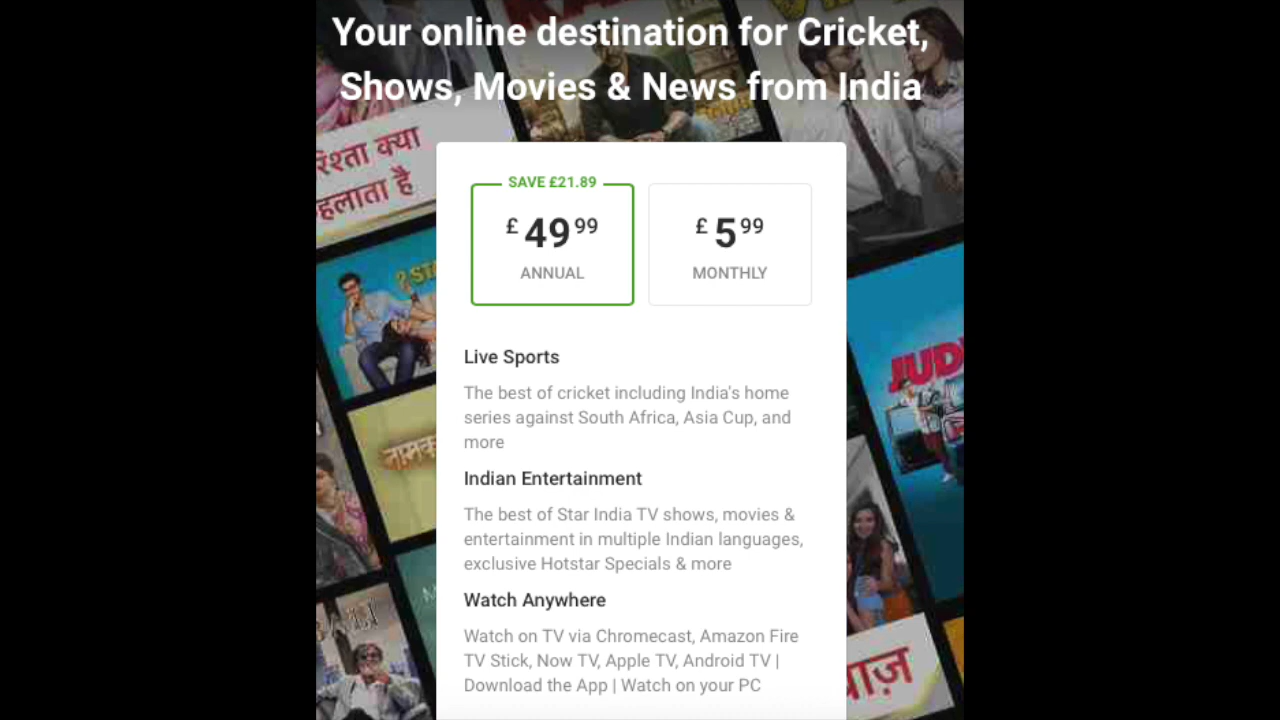 Your online destination for Cricket,
Shows, Movies & News from India
रिश्ता क्या
कहलाता है
SAVE £21.89
£ 49 99
ANNUAL
£ 5 99
MONTHLY
JUD
Live Sports
The best of cricket including India's home
series against South Africa, Asia Cup, and
more
Indian Entertainment
The best of Star India TV shows, movies &
entertainment in multiple Indian languages,
exclusive Hotstar Specials & more
Watch Anywhere
Watch on TV via Chromecast, Amazon Fire
TV Stick, Now TV, Apple TV, Android TV |
Download the App | Watch on your PC